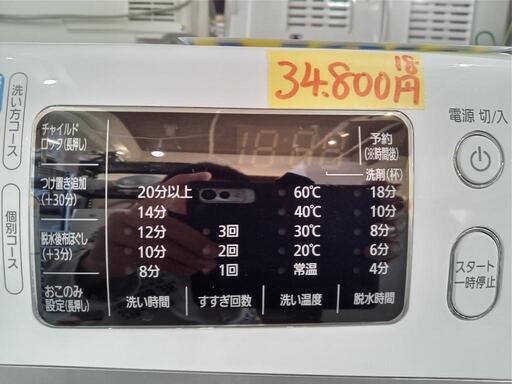 18.
34.800円
電源 切/入
洗い方コース
個別コース
チャイルド
ロック(長押し)
つけ置き追加
(+30分)
脱水後布ほぐし
(+3分)
おこのみ
設定(長押し)
予約
(※時間後)
洗剤(杯)
20分以上
14分
12分
10分
8分
洗い時間
3回
2回
1回
すすぎ回数
60℃
40℃
30℃
20℃
常温
洗い温度
18分
10分
8分
6分
4分
脱水時間
スタート
一時停止